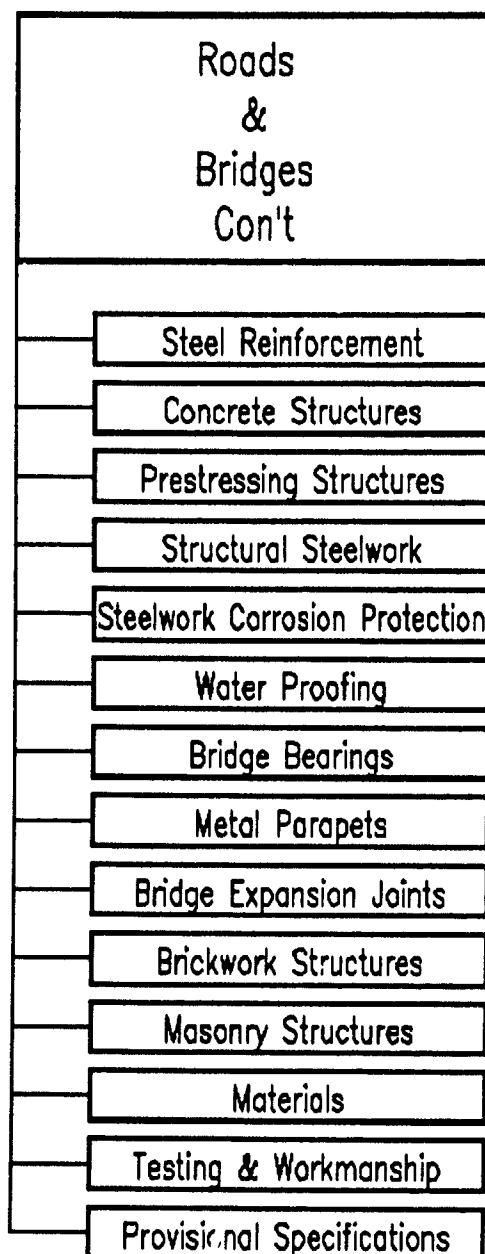 Roads
&
Bridges
Con't
Steel Reinforcement
Concrete Structures
Prestressing Structures
Structural Steelwork
Steelwork Corrosion Protection
Water Proofing
Bridge Bearings
Metal Parapets
Bridge Expansion Joints
Brickwork Structures
Masonry Structures
Materials
Testing & Workmanship
Provisional Specifications